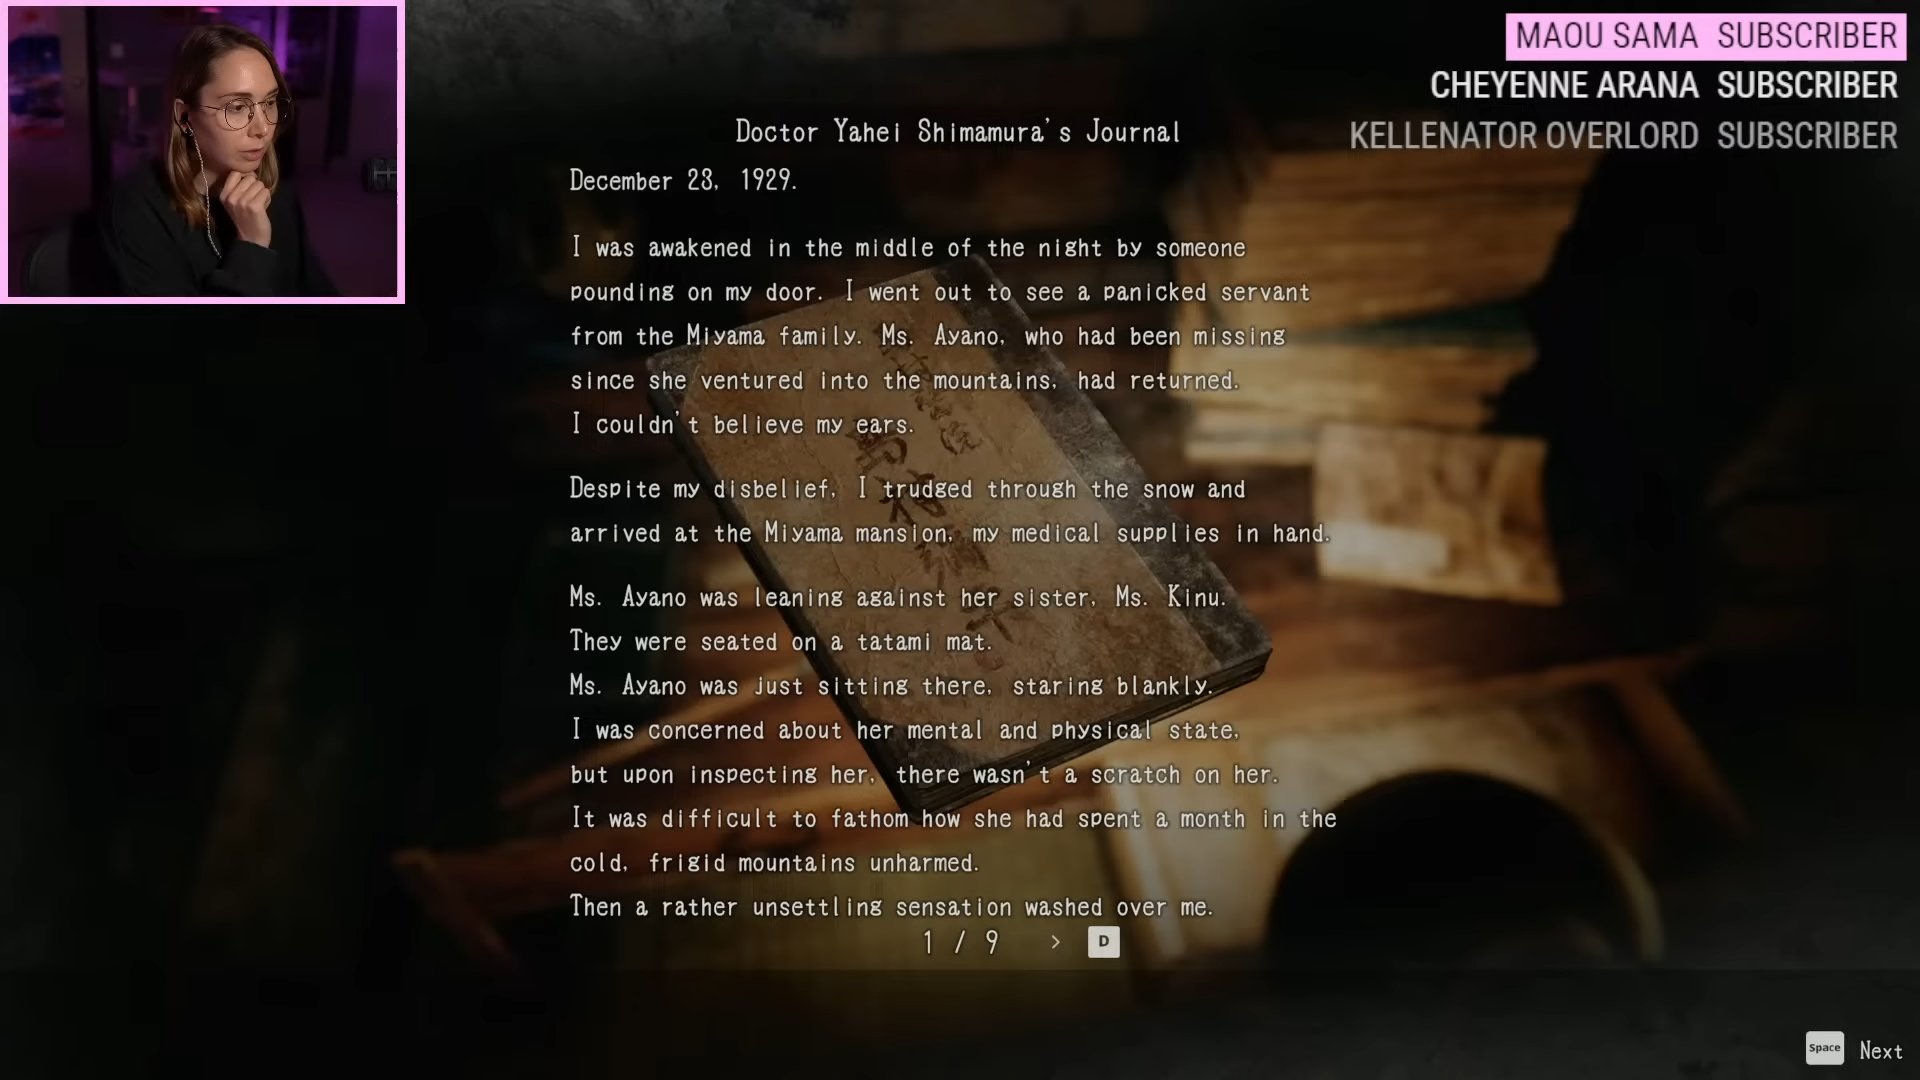 MAOU SAMA SUBSCRIBER
CHEYENNE ARANA SUBSCRIBER
KELLENATOR OVERLORD SUBSCRIBER
Doctor Yahei Shimamura's Journal
December 23, 1929.
I was awakened in the middle of the night by someone
pounding on my door. I went out to see a panicked servant
from the Miyama family. Ms. Ayano, who had been missing
since she ventured into the mountains, had returned.
I couldn't believe my ears.
Despite my disbelief, I trudged through the snow and
arrived at the Miyama mansion, my medical supplies in hand.
Ms. Ayano was leaning against her sister, Ms. Kinu.
They were seated on a tatami mat.
Ms. Ayano was just sitting there, staring blankly.
I was concerned about her mental and physical state,
but upon inspecting her, there wasn't a scratch on her.
It was difficult to fathom how she had spent a month in the
cold, frigid mountains unharmed.
Then a rather unsettling sensation washed over me.
1 / 9 > D
Space Next